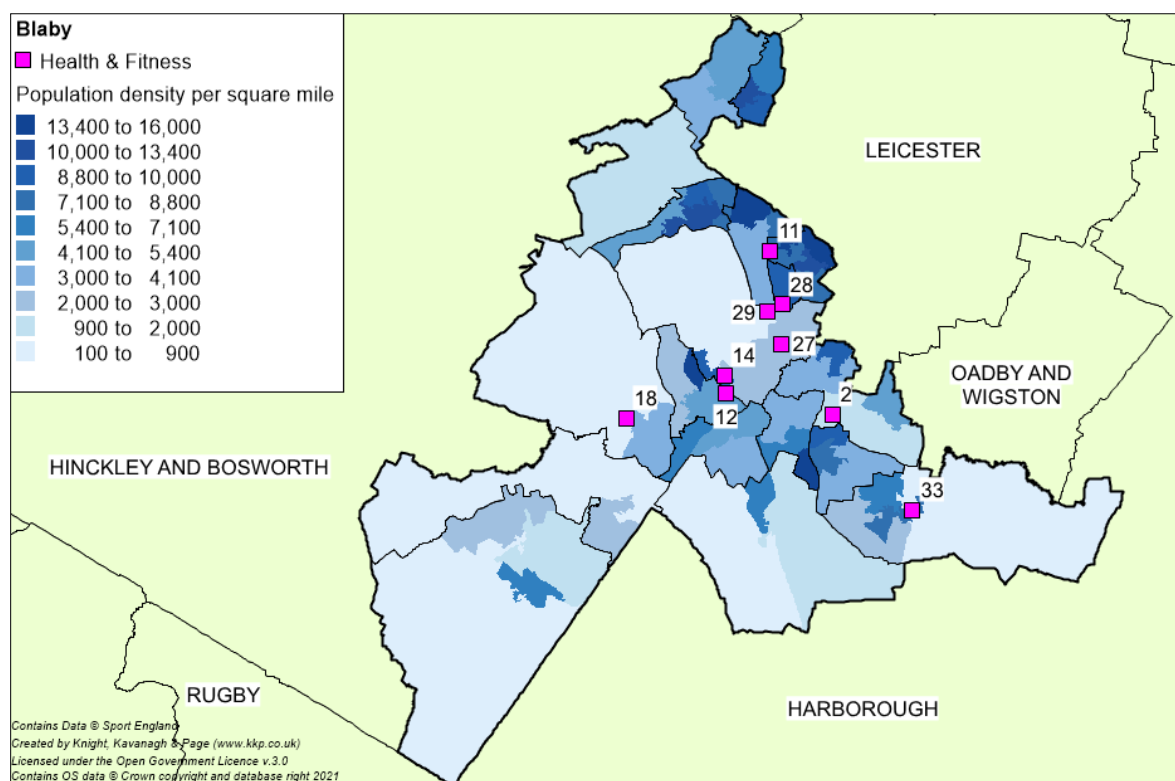 Blaby
Health & Fitness
Population density per square mile
13,400 to 16,000
10,000 to 13,400
8,800 to 10,000
7,100 to 8,800
5,400 to 7,100
4,100 to 5,400
3,000 to 4,100
2,000 to 3,000
900 to 2,000
100 to 900
LEICESTER
11
28
29
27
14
OADBY AND
WIGSTON
18
2
12
HINCKLEY AND BOSWORTH
33
RUGBY
HARBOROUGH
Contains Data © Sport England
Created by Knight, Kavanagh & Page (www.kkp.co.uk)
Licensed under the Open Government Licence v.3.0
Contains OS data © Crown copyright and database right 2021